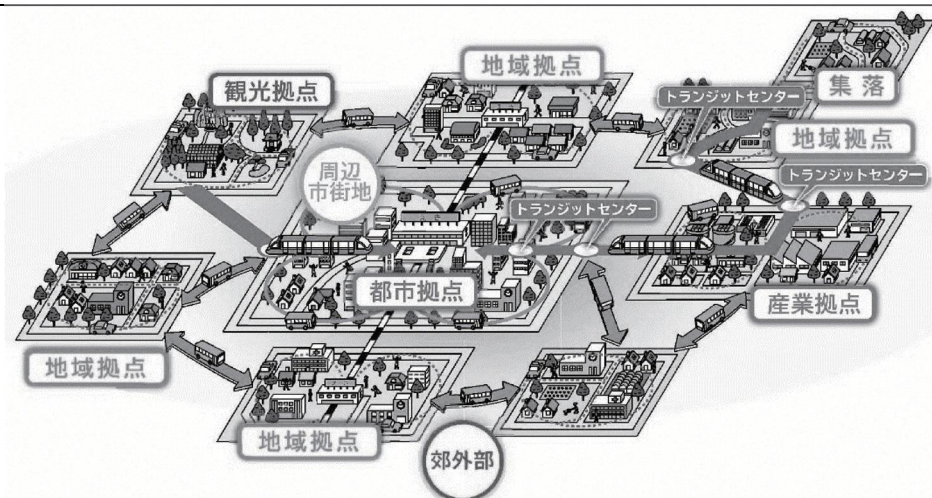 地域拠点
観光拠点
集落
トランジットセンター
地域拠点
周辺
市街地
トランジットセンター
トランジットセンター
都市拠点
産業拠点
地域拠点
地域拠点
郊外部